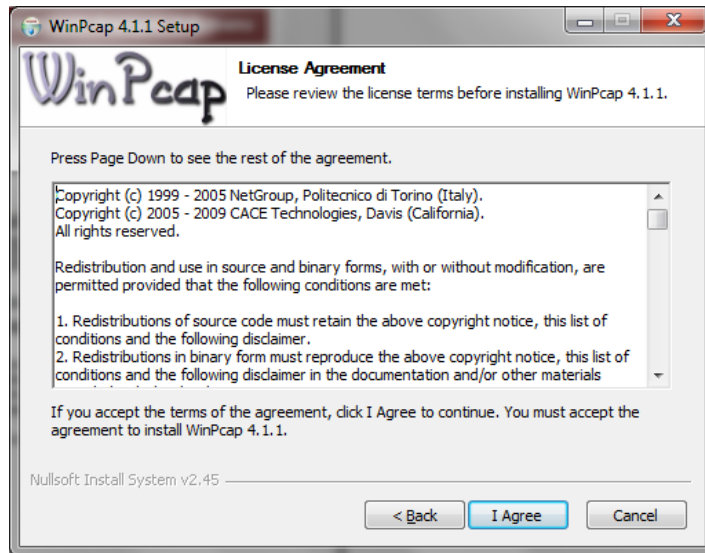 WinPcap 4.1.1 Setup
WinPcap
License Agreement
Please review the license terms before installing WinPcap 4.1.1.
Press Page Down to see the rest of the agreement.
Copyright (c) 1999 - 2005 NetGroup, Politecnico di Torino (Italy).
Copyright (c) 2005 - 2009 CACE Technologies, Davis (California).
All rights reserved.
Redistribution and use in source and binary forms, with or without modification, are
permitted provided that the following conditions are met:
1. Redistributions of source code must retain the above copyright notice, this list of
conditions and the following disclaimer.
2. Redistributions in binary form must reproduce the above copyright notice, this list of
conditions and the following disclaimer in the documentation and/or other materials
If you accept the terms of the agreement, click I Agree to continue. You must accept the
agreement to install WinPcap 4.1.1.
Nullsoft Install System v2.45
< Back
I Agree
Cancel